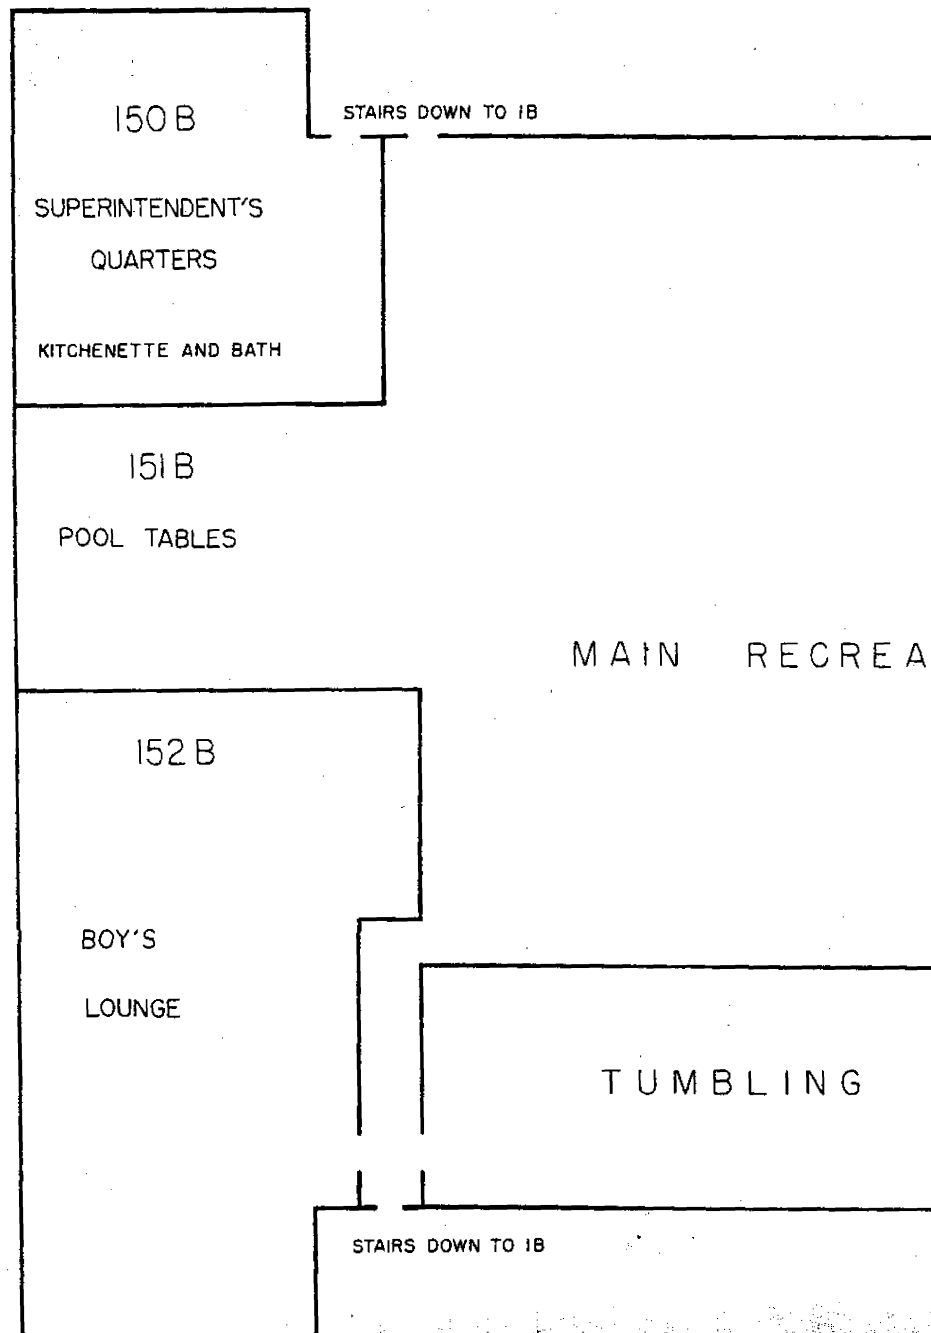 150 B
STAIRS DOWN TO 1B
SUPERINTENDENT'S
QUARTERS
KITCHENETTE AND BATH
151 B
POOL TABLES
MAIN RECREA
152 B
BOY'S
LOUNGE
TUMBLING
STAIRS DOWN TO 1B